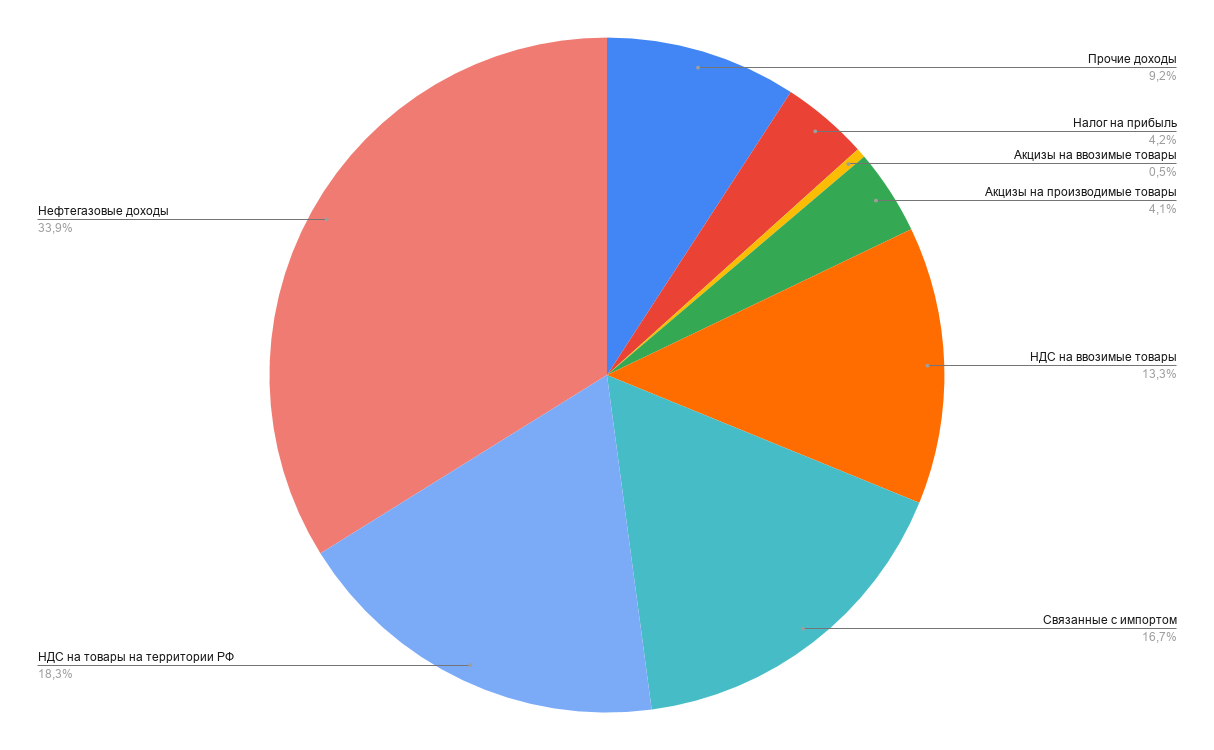 Прочие доходы
9,2%
Налог на прибыль
4,2%
Акцизы на ввозимые товары
0,5%
Акцизы на производимые товары
4,1%
НДС на ввозимые товары
13,3%
Связанные с импортом
16,7%
НДС на товары на территории РФ
18,3%
Нефтегазовые доходы
33,9%